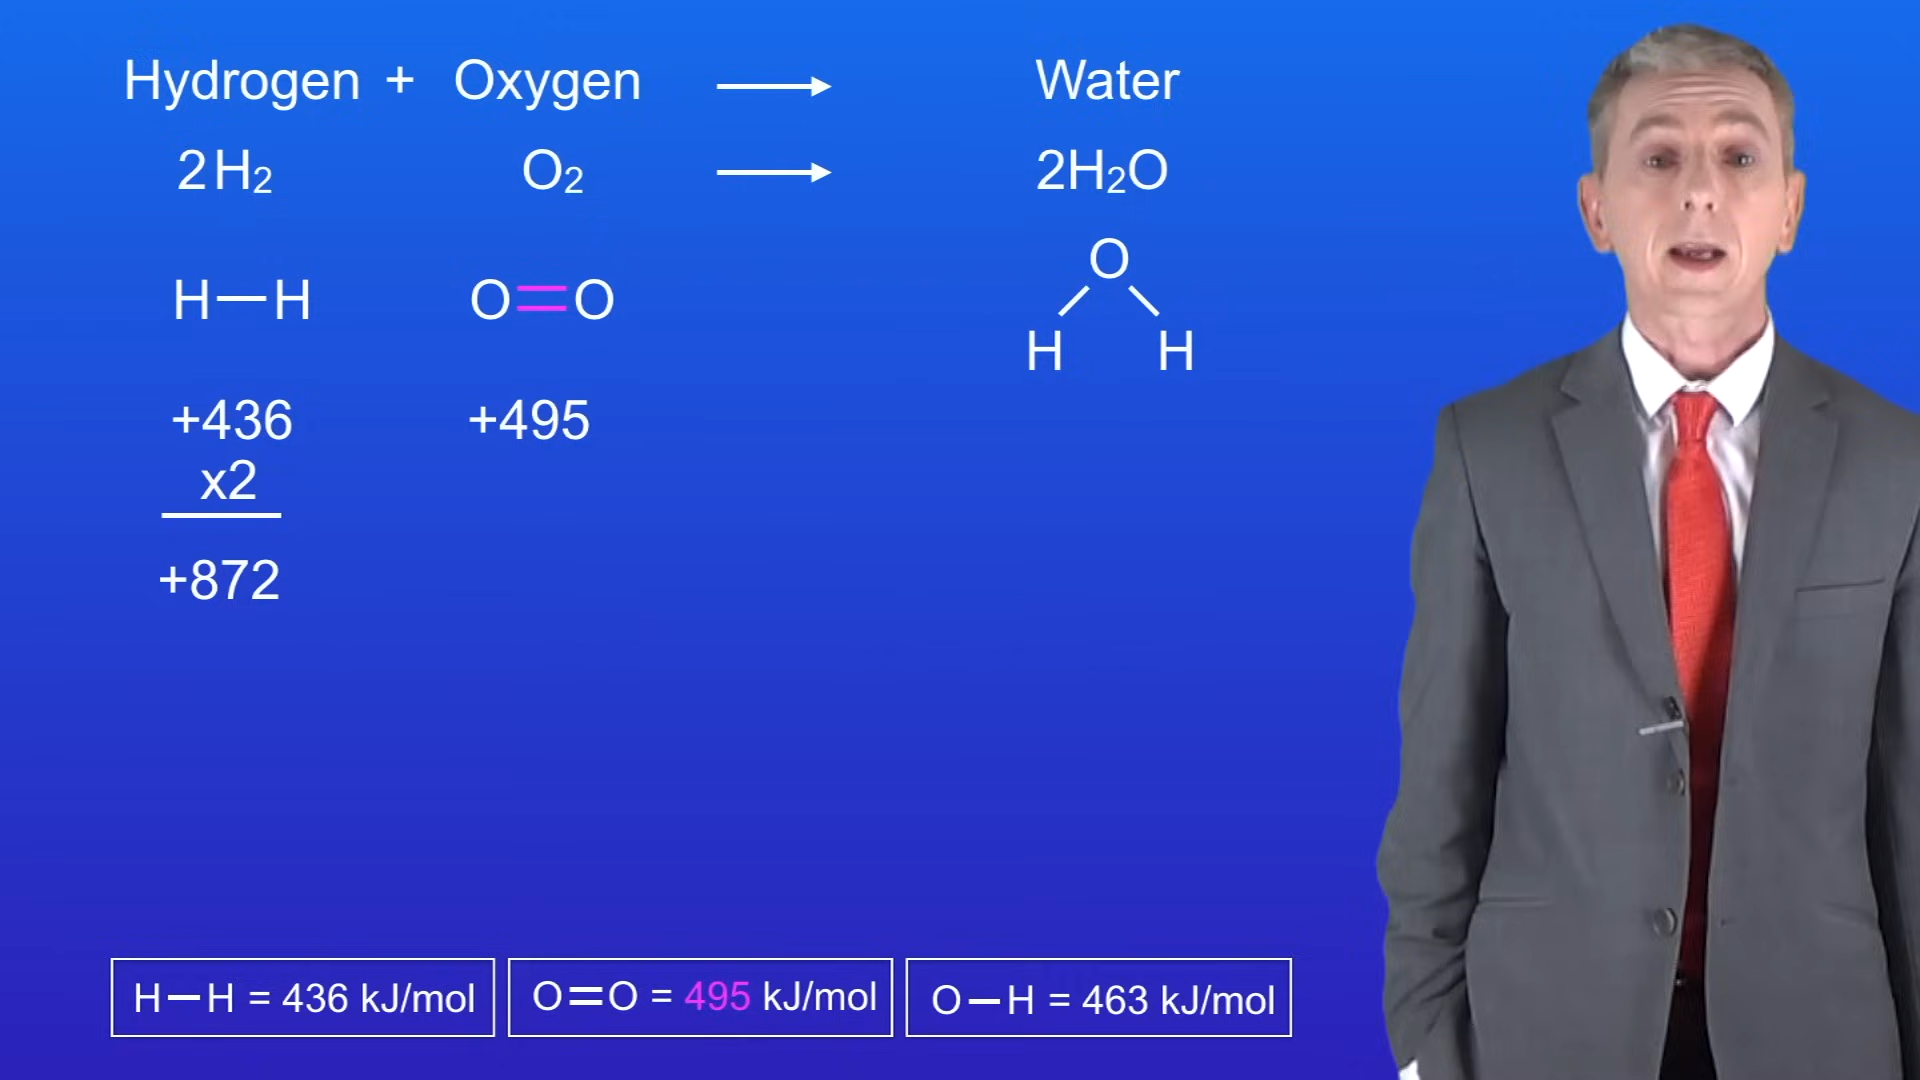 Hydrogen + Oxygen ⟶ Water
2H₂ O₂ ⟶ 2H₂O
H—H O=O O
H H
+436 +495
x2
+872
H—H = 436 kJ/mol O=O = 495 kJ/mol O—H = 463 kJ/mol